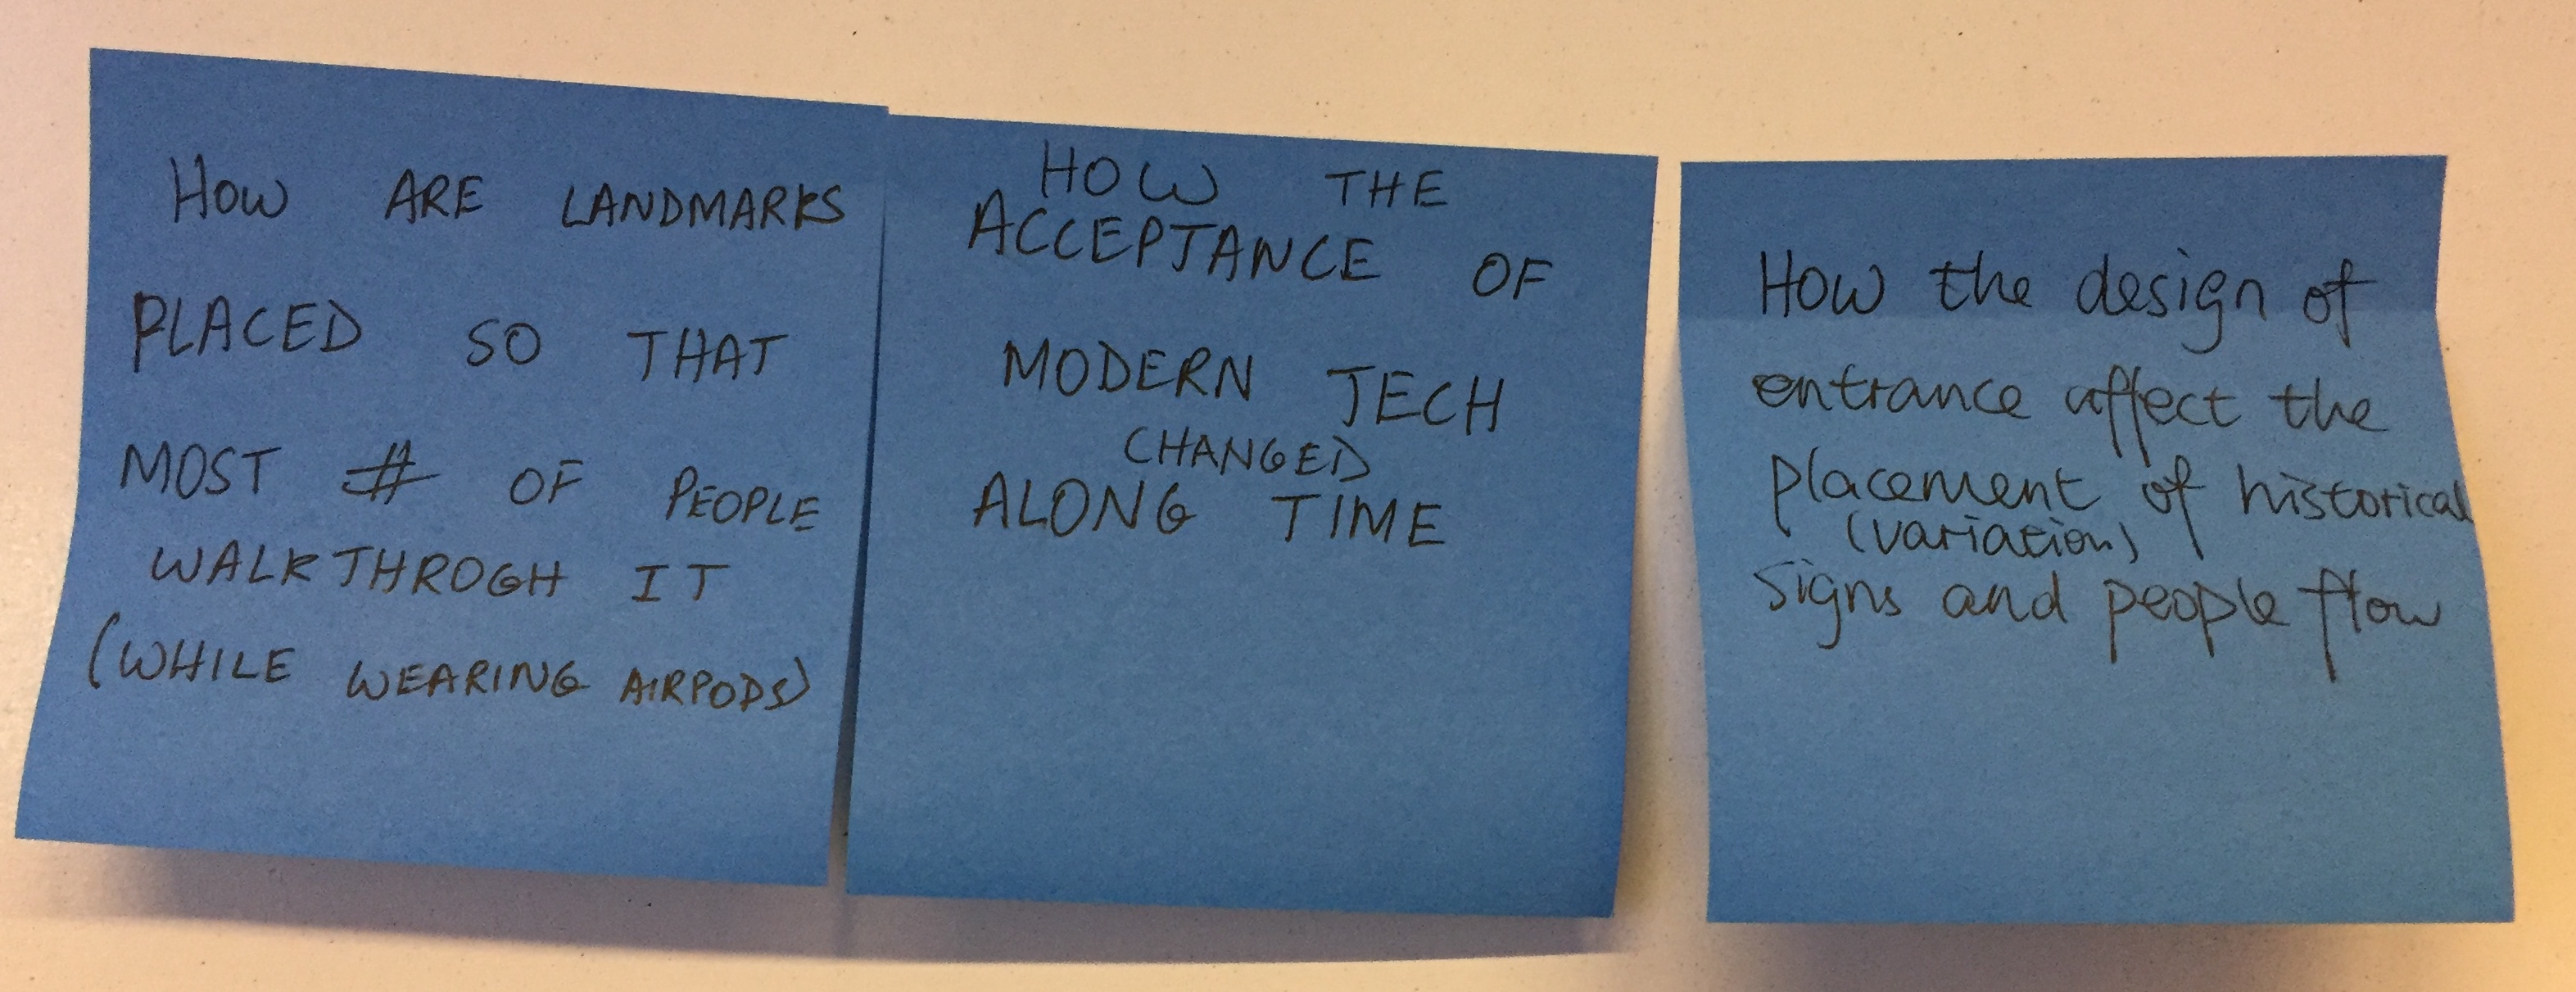 HOW ARE LANDMARKS
PLACED SO THAT
MOST # OF PEOPLE
WALKTHROGH IT
(WHILE WEARING AIRPODS)
HOW THE
ACCEPTANCE OF
MODERN TECH
CHANGED
ALONG TIME
How the design of
entrance affect the
placement of historical
(variation)
signs and people flow